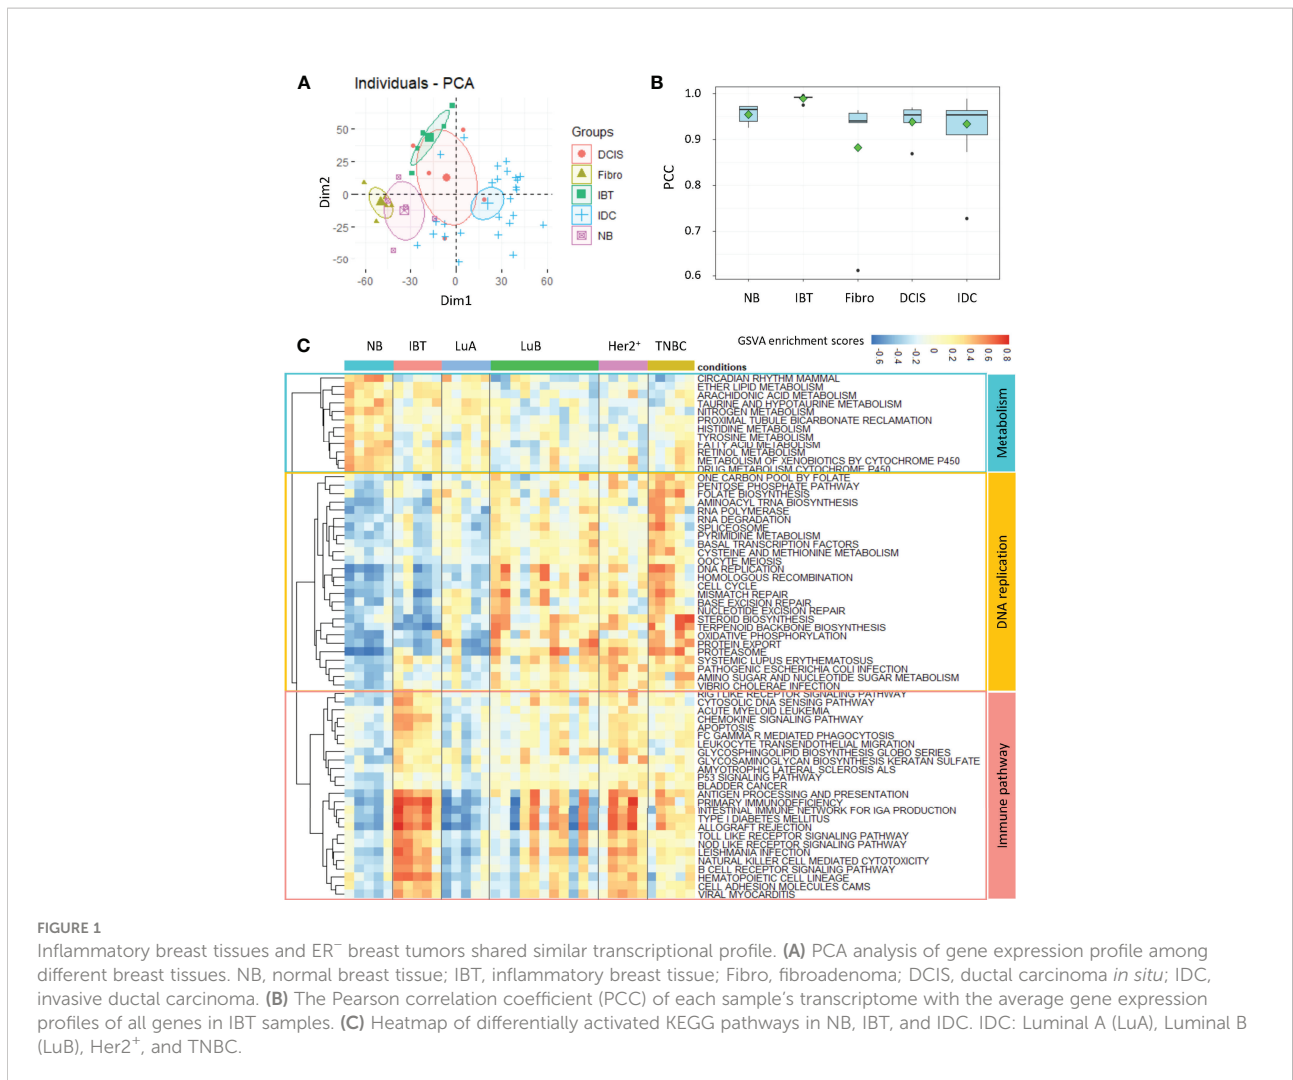 A
Individuals - PCA
Dim2
50
25
0
-25
-50
-60
-30
0
30
60
Dim1
Groups
DCIS
Fibro
IBT
IDC
NB
B
PCC
1.0
0.9
0.8
0.7
0.6
NB
IBT
Fibro
DCIS
IDC
C
NB
IBT
LuA
LuB
Her2⁺
TNBC
GSVA enrichment scores
-0.6
-0.4
-0.2
0
0.2
0.4
0.6
0.8
conditions
CIRCADIAN RHYTHM MAMMAL
ETHER LIPID METABOLISM
ARACHIDONIC ACID METABOLISM
TAURINE AND HYPOTAURINE METABOLISM
NITROGEN METABOLISM
PROXIMAL TUBULE BICARBONATE RECLAMATION
HISTIDINE METABOLISM
TYROSINE METABOLISM
FATTY ACID METABOLISM
RETINOL METABOLISM
METABOLISM OF XENOBIOTICS BY CYTOCHROME P450
DRUG METABOLISM CYTOCHROME P450
Metabolism
ONE CARBON POOL BY FOLATE
PENTOSE PHOSPHATE PATHWAY
FOLATE BIOSYNTHESIS
AMINOACYL TRNA BIOSYNTHESIS
RNA POLYMERASE
RNA DEGRADATION
SPLICEOSOME
PYRIMIDINE METABOLISM
BASAL TRANSCRIPTION FACTORS
CYSTEINE AND METHIONINE METABOLISM
OOCYTE MEIOSIS
DNA REPLICATION
HOMOLOGOUS RECOMBINATION
CELL CYCLE
MISMATCH REPAIR
BASE EXCISION REPAIR
NUCLEOTIDE EXCISION REPAIR
STEROID BIOSYNTHESIS
TERPENOID BACKBONE BIOSYNTHESIS
OXIDATIVE PHOSPHORYLATION
PROTEIN EXPORT
PROTEASOME
SYSTEMIC LUPUS ERYTHEMATOSUS
PATHOGENIC ESCHERICHIA COLI INFECTION
AMINO SUGAR AND NUCLEOTIDE SUGAR METABOLISM
VIBRIO CHOLERAE INFECTION
DNA replication
RIG I LIKE RECEPTOR SIGNALING PATHWAY
CYTOSOLIC DNA SENSING PATHWAY
ACUTE MYELOID LEUKEMIA
CHEMOKINE SIGNALING PATHWAY
APOPTOSIS
FC GAMMA R MEDIATED PHAGOCYTOSIS
LEUKOCYTE TRANSENDOTHELIAL MIGRATION
GLYCOSPHINGOLIPID BIOSYNTHESIS GLOBO SERIES
GLYCOSAMINOGLYCAN BIOSYNTHESIS KERATAN SULFATE
AMYOTROPHIC LATERAL SCLEROSIS ALS
P53 SIGNALING PATHWAY
BLADDER CANCER
ANTIGEN PROCESSING AND PRESENTATION
PRIMARY IMMUNODEFICIENCY
INTESTINAL IMMUNE NETWORK FOR IGA PRODUCTION
TYPE I DIABETES MELLITUS
ALLOGRAFT REJECTION
TOLL LIKE RECEPTOR SIGNALING PATHWAY
NOD LIKE RECEPTOR SIGNALING PATHWAY
LEISHMANIA INFECTION
NATURAL KILLER CELL MEDIATED CYTOTOXICITY
B CELL RECEPTOR SIGNALING PATHWAY
HEMATOPOIETIC CELL LINEAGE
CELL ADHESION MOLECULES CAMS
VIRAL MYOCARDITIS
Immune pathway
FIGURE 1
Inflammatory breast tissues and ER⁻ breast tumors shared similar transcriptional profile. (A) PCA analysis of gene expression profile among
different breast tissues. NB, normal breast tissue; IBT, inflammatory breast tissue; Fibro, fibroadenoma; DCIS, ductal carcinoma in situ; IDC,
invasive ductal carcinoma. (B) The Pearson correlation coefficient (PCC) of each sample's transcriptome with the average gene expression
profiles of all genes in IBT samples. (C) Heatmap of differentially activated KEGG pathways in NB, IBT, and IDC. IDC: Luminal A (LuA), Luminal B
(LuB), Her2⁺, and TNBC.